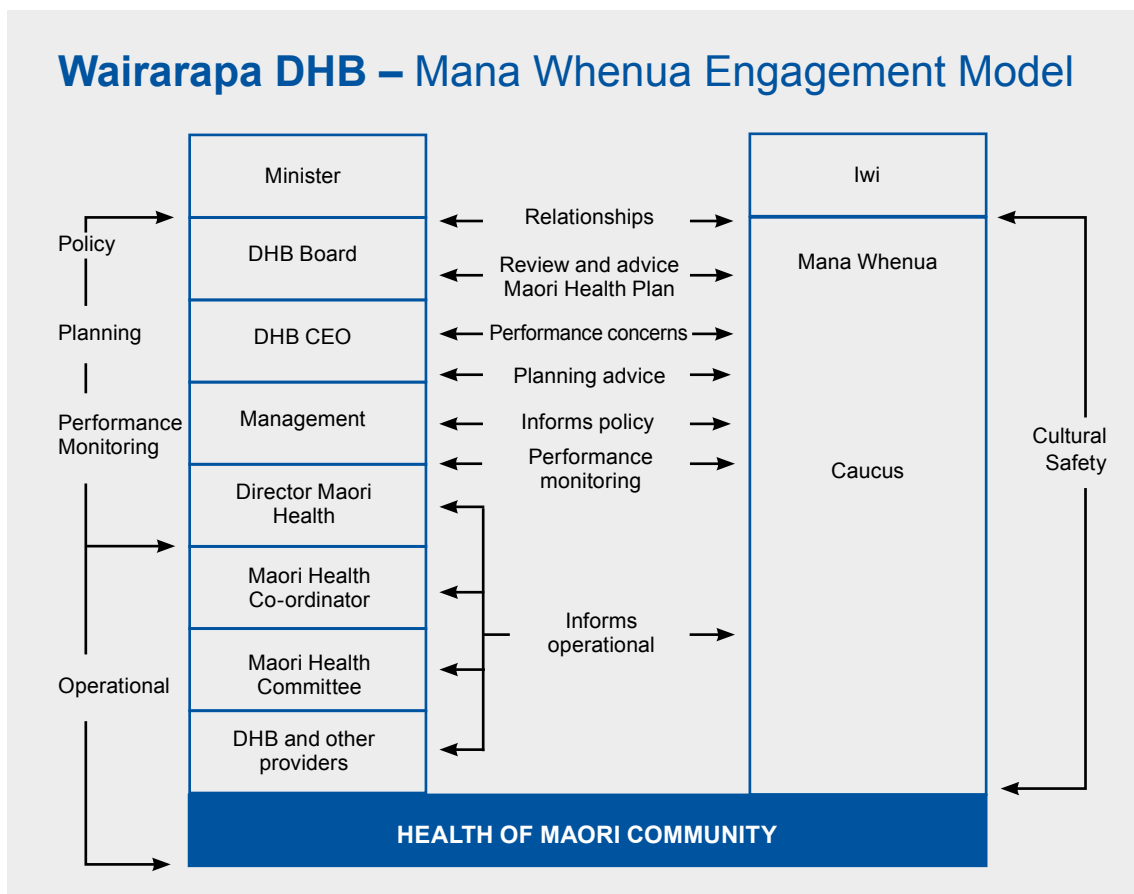 Wairarapa DHB – Mana Whenua Engagement Model
Policy
Planning
Performance
Monitoring
Operational
Minister
DHB Board
DHB CEO
Management
Director Maori
Health
Maori Health
Co-ordinator
Maori Health
Committee
DHB and other
providers
Relationships
Review and advice
Maori Health Plan
Performance concerns
Planning advice
Informs policy
Performance
monitoring
Informs
operational
Iwi
Mana Whenua
Caucus
Cultural
Safety
HEALTH OF MAORI COMMUNITY